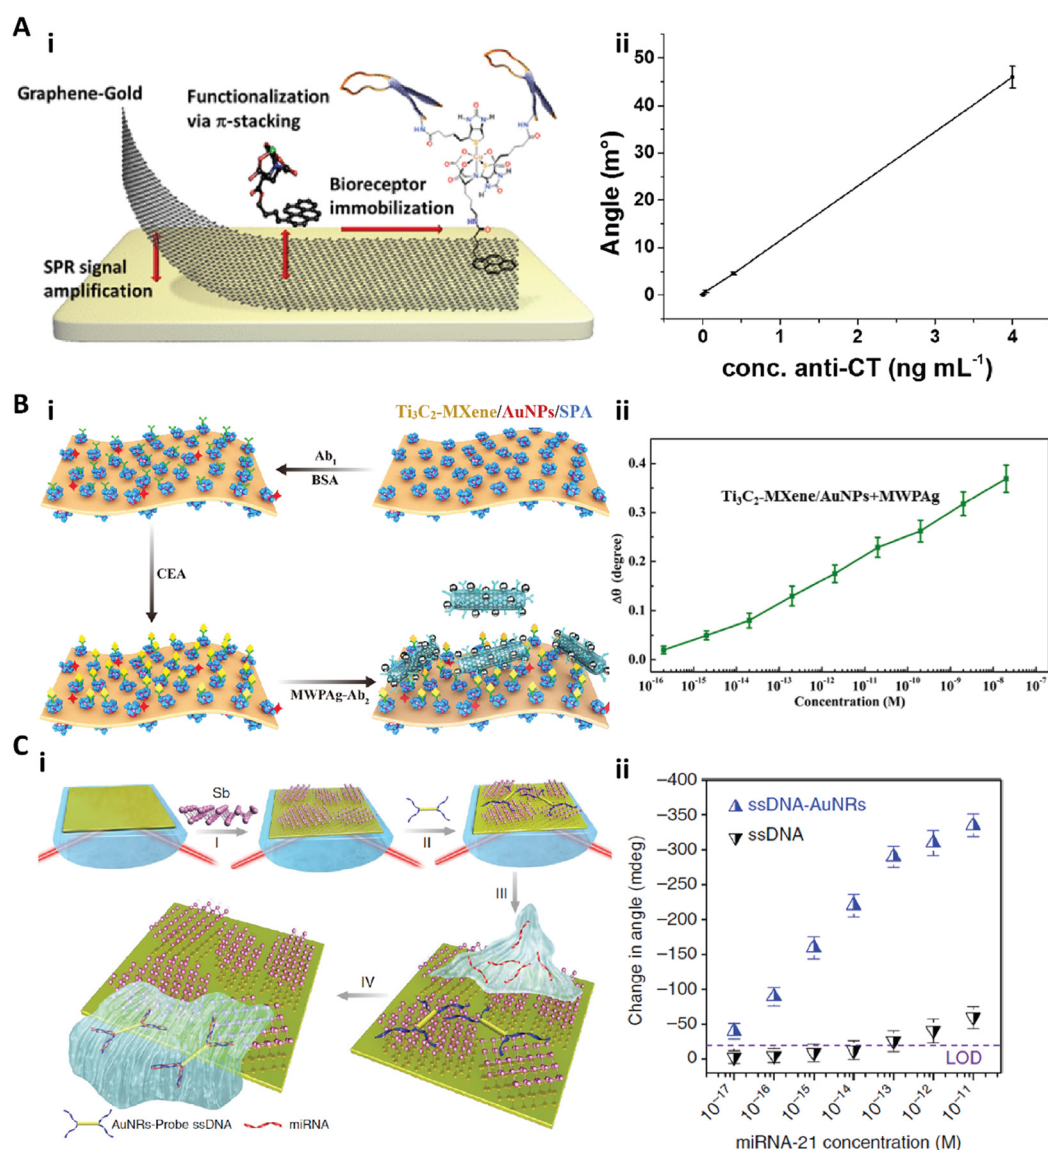 A
i
Graphene-Gold
Functionalization
via π-stacking
Bioreceptor
immobilization
SPR signal
amplification
ii
Angle (m°)
50
40
30
20
10
0
0 1 2 3 4
conc. anti-CT (ng mL⁻¹)
B
i
Ti₃C₂-MXene/AuNPs/SPA
Ab₁
BSA
CEA
MWPAg-Ab₂
ii
Ti₃C₂-MXene/AuNPs+MWPAg
Δθ (degree)
0.4
0.3
0.2
0.1
0.0
10⁻¹⁶ 10⁻¹⁵ 10⁻¹⁴ 10⁻¹³ 10⁻¹² 10⁻¹¹ 10⁻¹⁰ 10⁻⁹ 10⁻⁸ 10⁻⁷
Concentration (M)
C
i
Sb
I
II
III
IV
AuNRs-Probe ssDNA
miRNA
ii
Change in angle (mdeg)
−400
−350
−300
−250
−200
−150
−100
−50
0
ssDNA-AuNRs
ssDNA
LOD
10⁻¹⁷ 10⁻¹⁶ 10⁻¹⁵ 10⁻¹⁴ 10⁻¹³ 10⁻¹² 10⁻¹¹
miRNA-21 concentration (M)